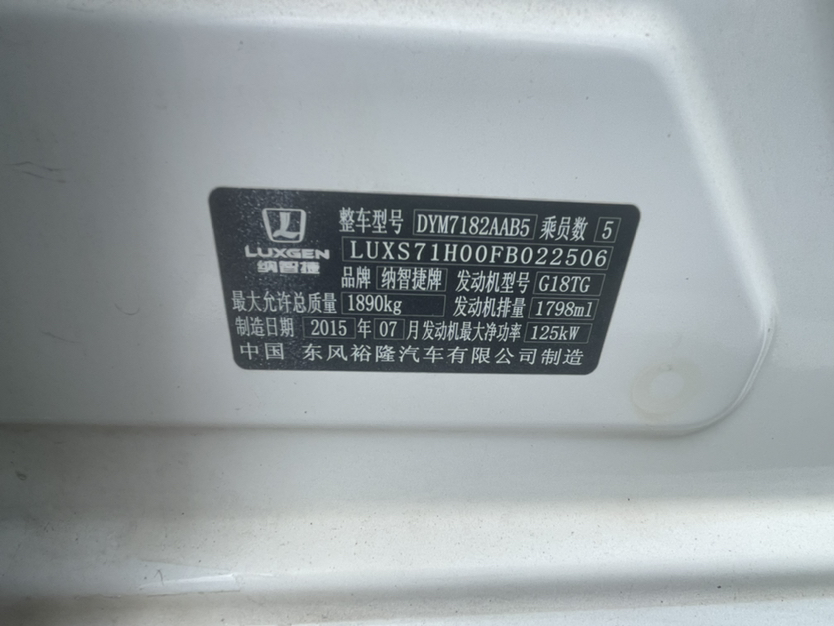 LUXGEN
纳智捷
整车型号 DYM7182AAB5 乘员数 5
LUXS71H00FB022506
品牌 纳智捷牌 发动机型号 G18TG
最大允许总质量 1890kg 发动机排量 1798ml
制造日期 2015 年 07 月 发动机最大净功率 125kW
中国 东风裕隆汽车有限公司制造